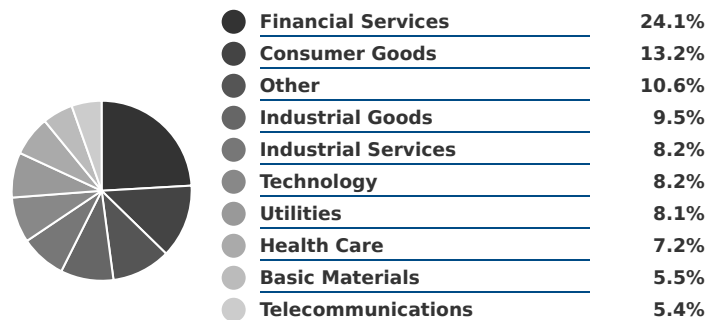 Financial Services 24.1%
Consumer Goods 13.2%
Other 10.6%
Industrial Goods 9.5%
Industrial Services 8.2%
Technology 8.2%
Utilities 8.1%
Health Care 7.2%
Basic Materials 5.5%
Telecommunications 5.4%